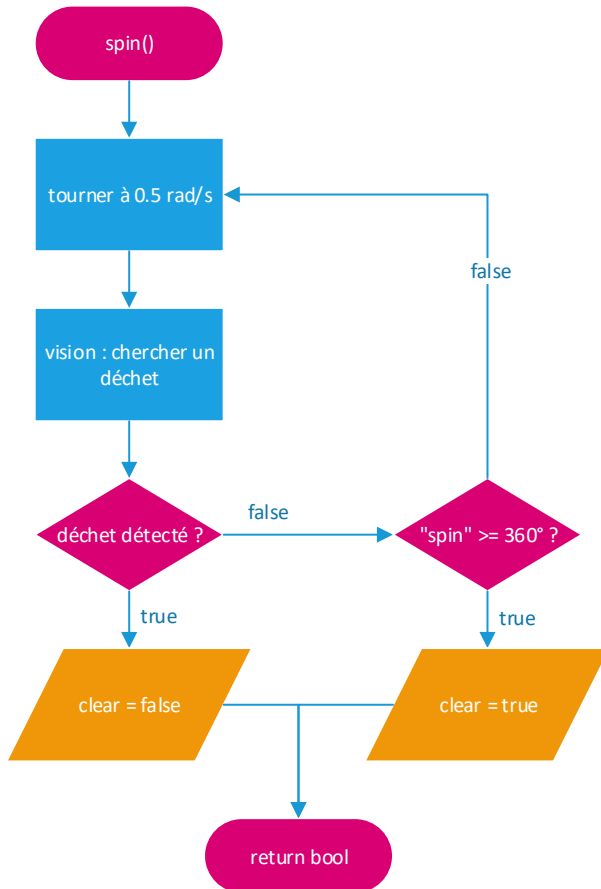 spin()
tourner à 0.5 rad/s
false
vision : chercher un
déchet
déchet détecté ?
false
"spin" >= 360° ?
true
true
clear = false
clear = true
return bool